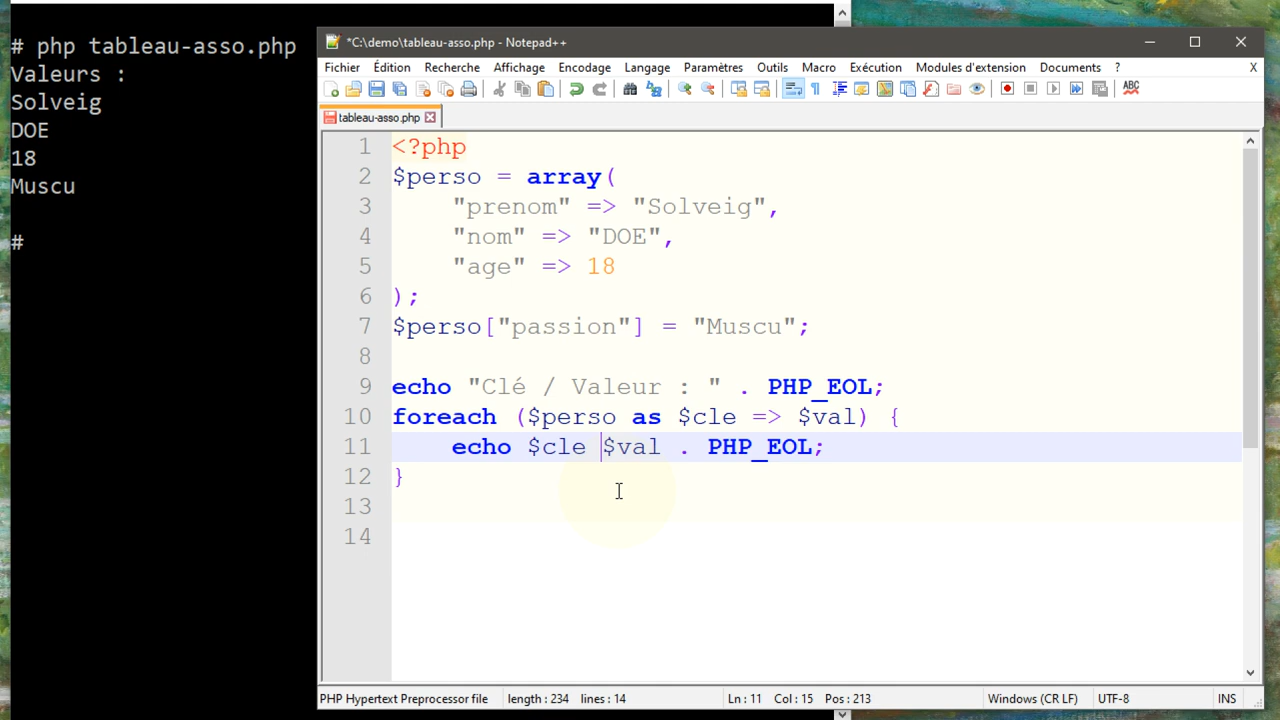 # php tableau-asso.php
Valeurs :
Solveig
DOE
18
Muscu
#
*C:\demo\tableau-asso.php - Notepad++
Fichier Édition Recherche Affichage Encodage Langage Paramètres Outils Macro Exécution Modules d'extension Documents ? X
ABC
tableau-asso.php
1 <?php
2 $perso = array(
3 "prenom" => "Solveig",
4 "nom" => "DOE",
5 "age" => 18
6 );
7 $perso["passion"] = "Muscu";
8
9 echo "Clé / Valeur : " . PHP_EOL;
10 foreach ($perso as $cle => $val) {
11 echo $cle $val . PHP_EOL;
12 }
13
14
PHP Hypertext Preprocessor file length : 234 lines : 14 Ln : 11 Col : 15 Pos : 213 Windows (CR LF) UTF-8 INS